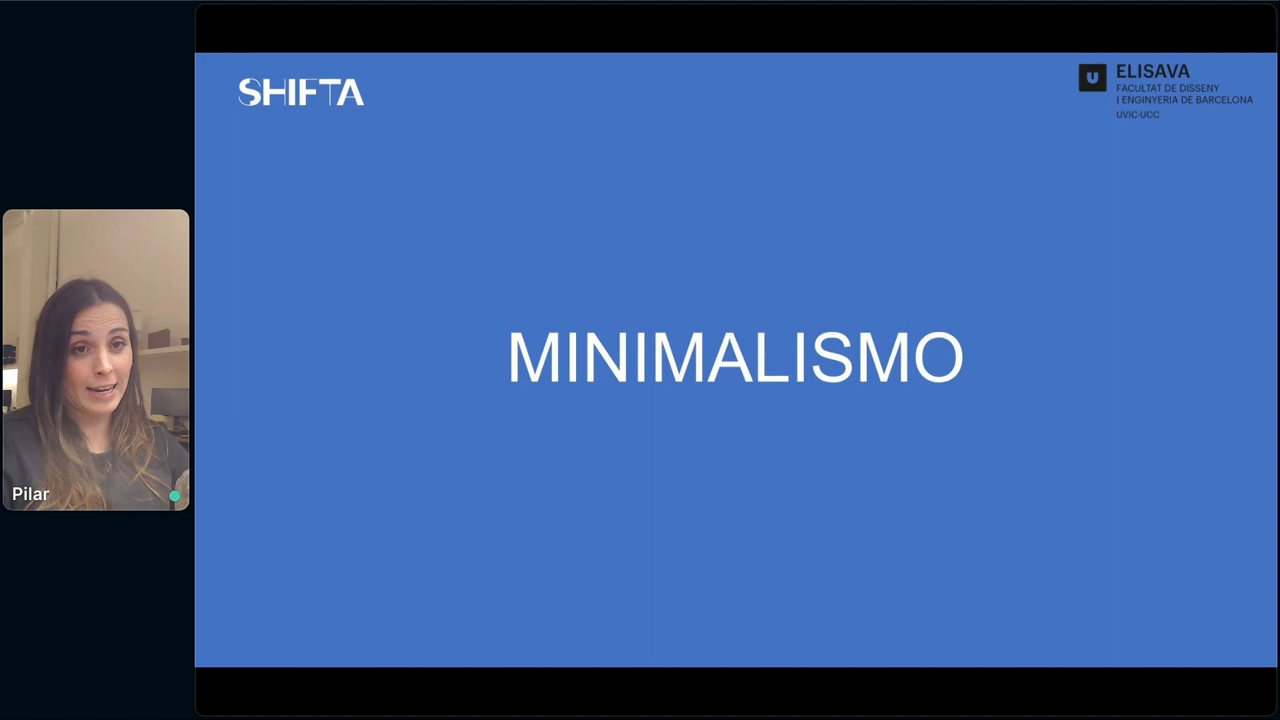 SHIFTA
ELISAVA
FACULTAT DE DISSENY
I ENGINYERIA DE BARCELONA
UVIC-UCC
MINIMALISMO
Pilar